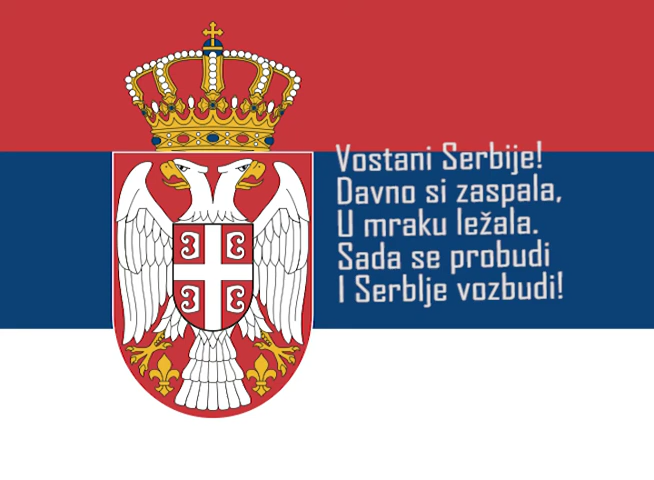 Vostani Serbije!
Davno si zaspala,
U mraku ležala.
Sada se probudi
I Serblje vozbudi!